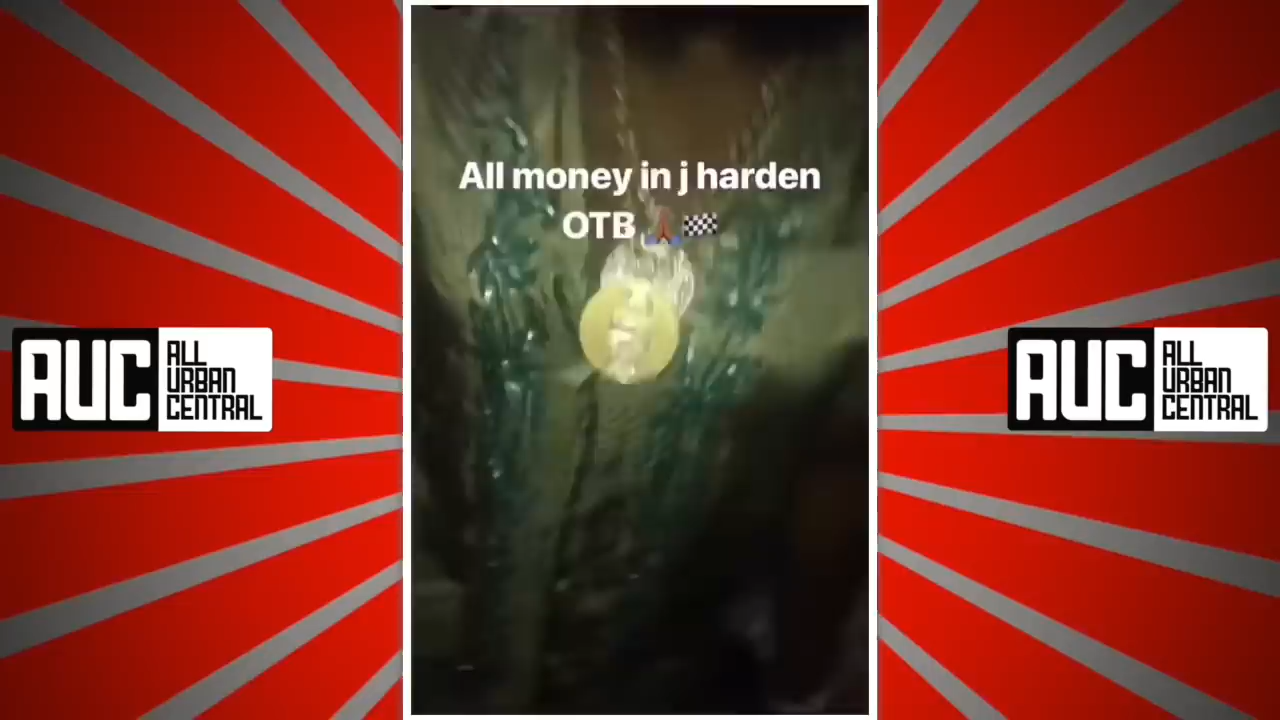 All money in j harden
OTB 🙏🏾🏁
AUC
ALL
URBAN
CENTRAL
AUC
ALL
URBAN
CENTRAL